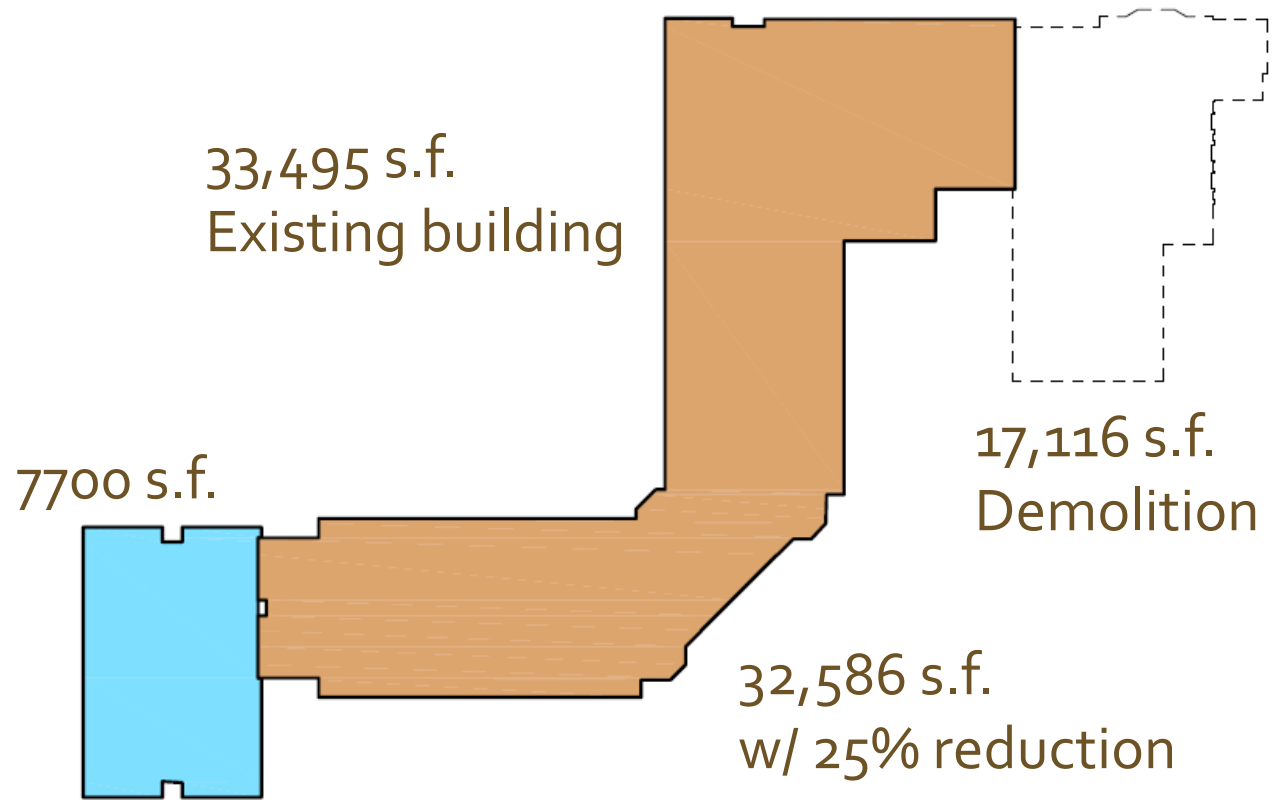 33,495 s.f.
Existing building
7700 s.f.
17,116 s.f.
Demolition
32,586 s.f.
w/ 25% reduction